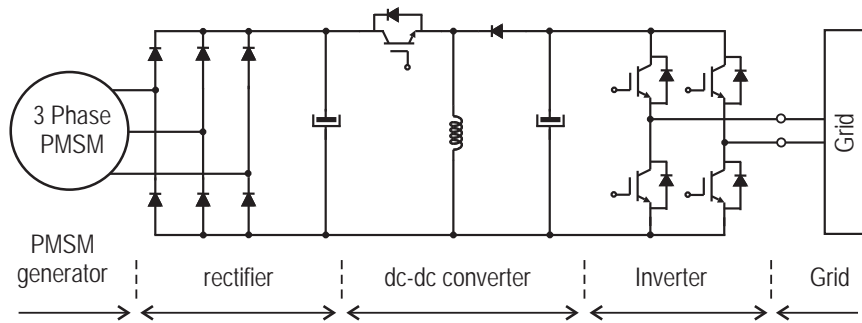 3 Phase
PMSM
Grid
PMSM
generator
rectifier
dc-dc converter
Inverter
Grid